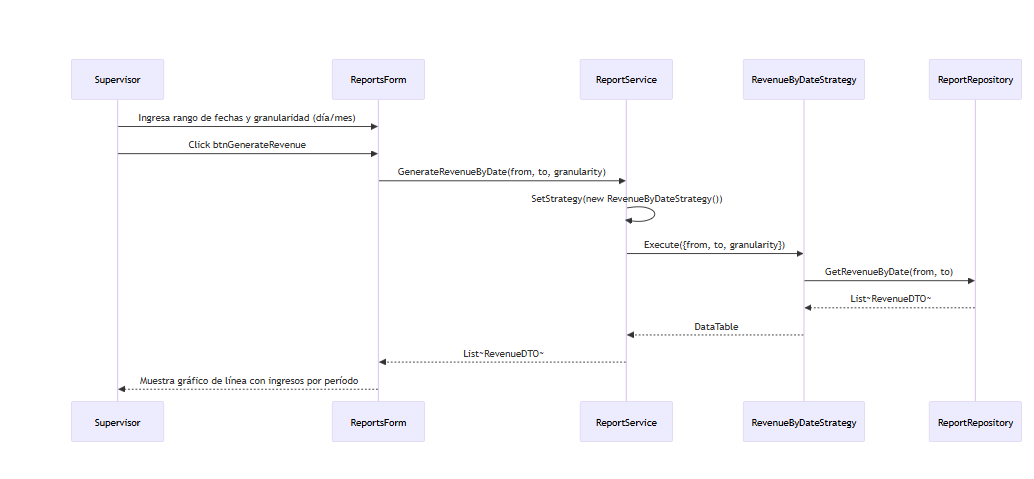 Supervisor
ReportsForm
ReportService
RevenueByDateStrategy
ReportRepository
Ingresa rango de fechas y granularidad (día/mes)
Click btnGenerateRevenue
GenerateRevenueByDate(from, to, granularity)
SetStrategy(new RevenueByDateStrategy())
Execute({from, to, granularity})
GetRevenueByDate(from, to)
List~RevenueDTO~
DataTable
List~RevenueDTO~
Muestra gráfico de línea con ingresos por período
Supervisor
ReportsForm
ReportService
RevenueByDateStrategy
ReportRepository